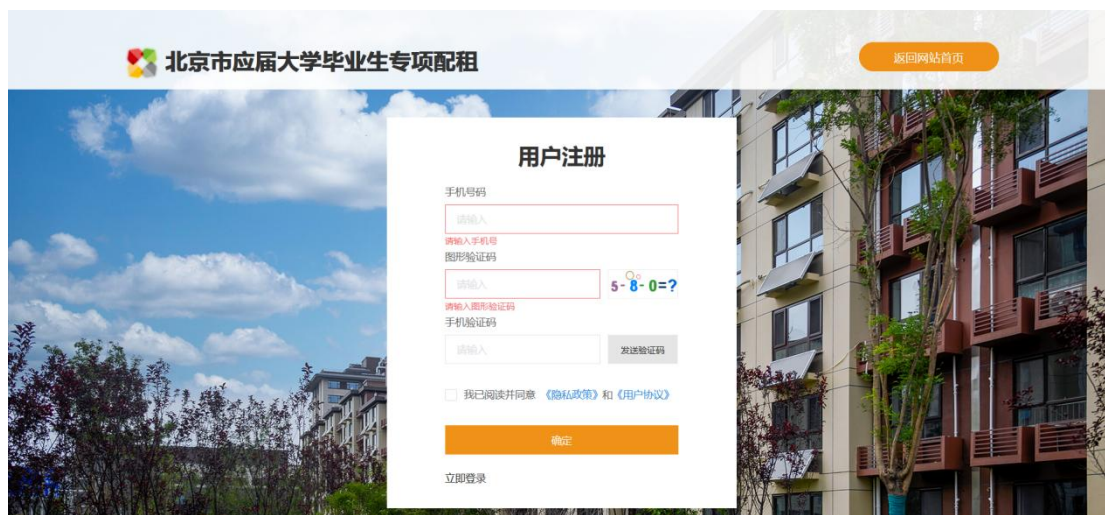 北京市应届大学毕业生专项配租
返回网站首页
用户注册
手机号码
请输入
请输入手机号
图形验证码
请输入
5-8-0=?
请输入图形验证码
手机验证码
请输入
发送验证码
我已阅读并同意 《隐私政策》和《用户协议》
确定
立即登录